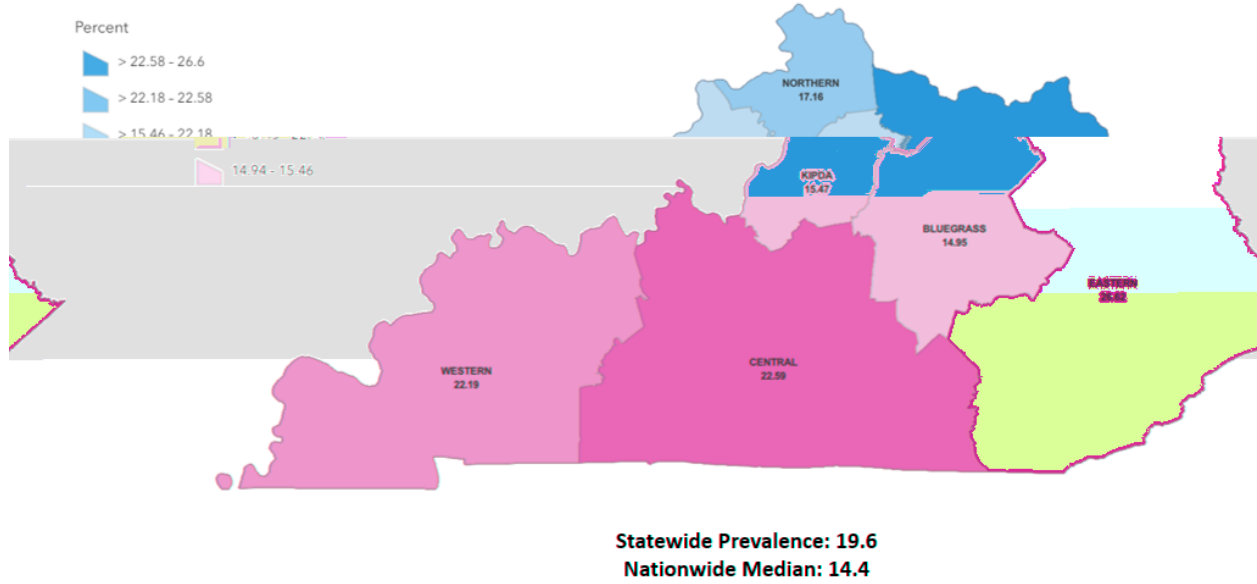 Percent
> 22.58 - 26.6
> 22.18 - 22.58
> 15.46 - 22.18
14.94 - 15.46
NORTHERN
17.16
KIPDA
15.47
BLUEGRASS
14.95
EASTERN
26.62
WESTERN
22.19
CENTRAL
22.59
Statewide Prevalence: 19.6
Nationwide Median: 14.4